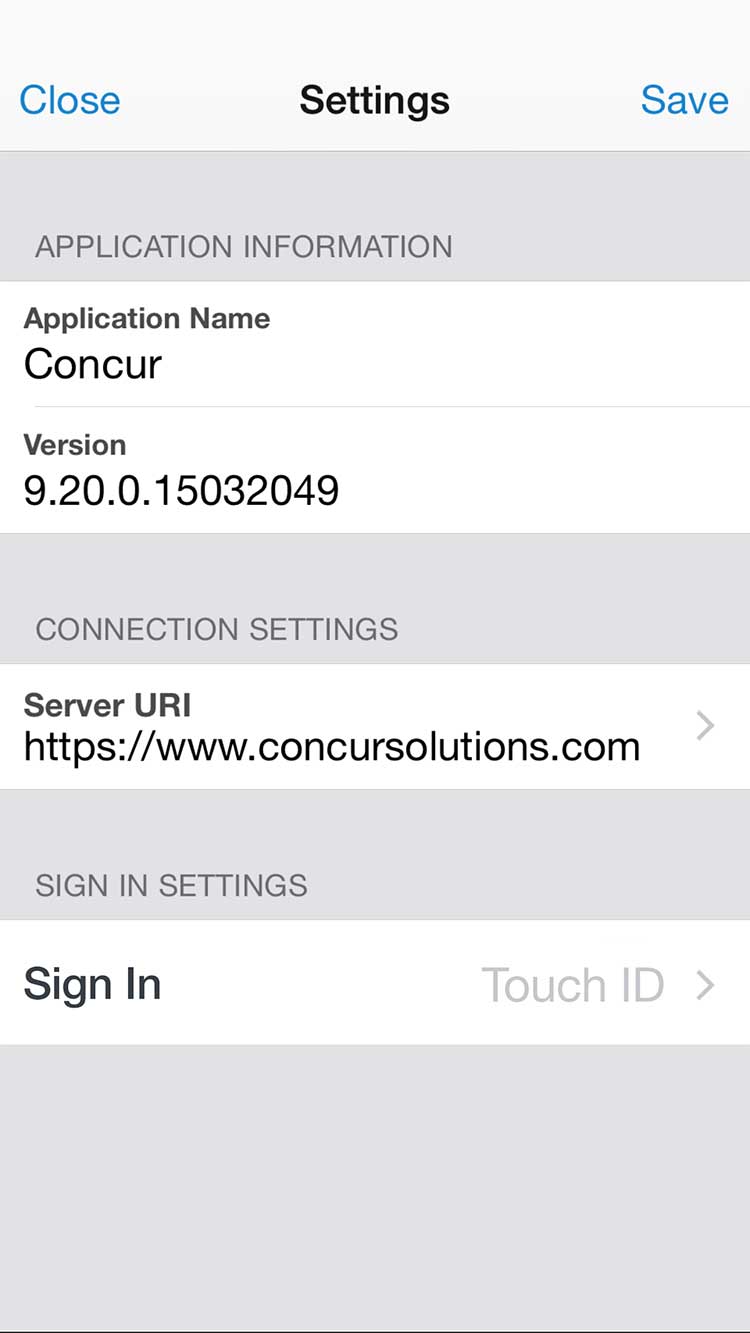 Close Settings Save
APPLICATION INFORMATION
Application Name
Concur
Version
9.20.0.15032049
CONNECTION SETTINGS
Server URI
https://www.concursolutions.com
SIGN IN SETTINGS
Sign In Touch ID